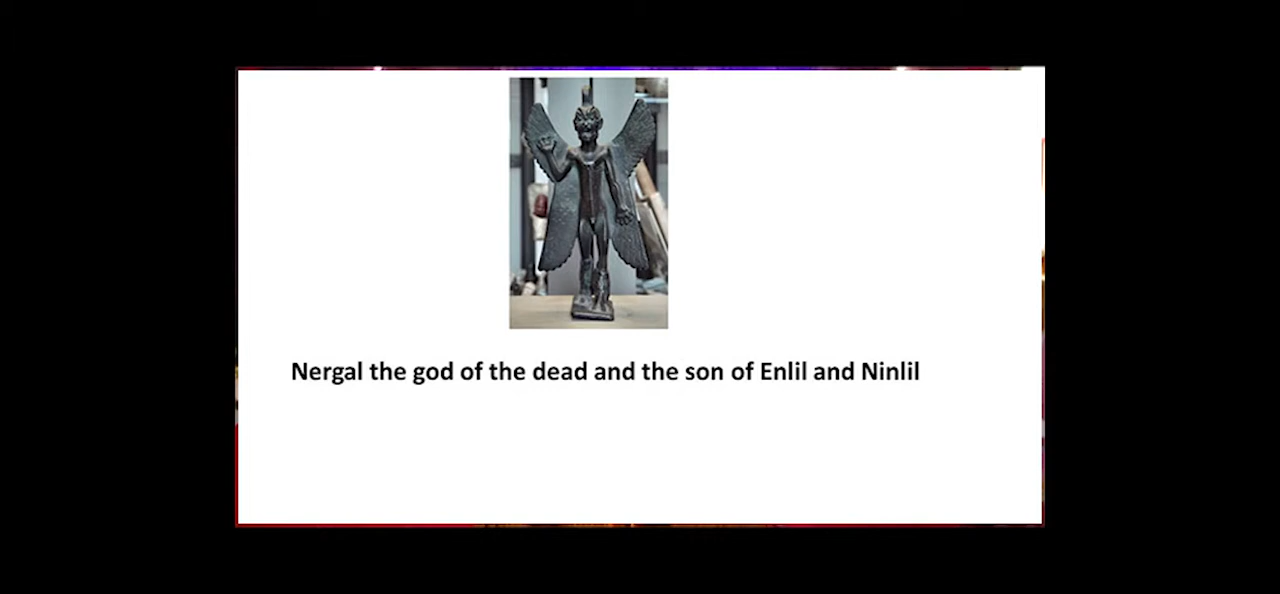 Nergal the god of the dead and the son of Enlil and Ninlil